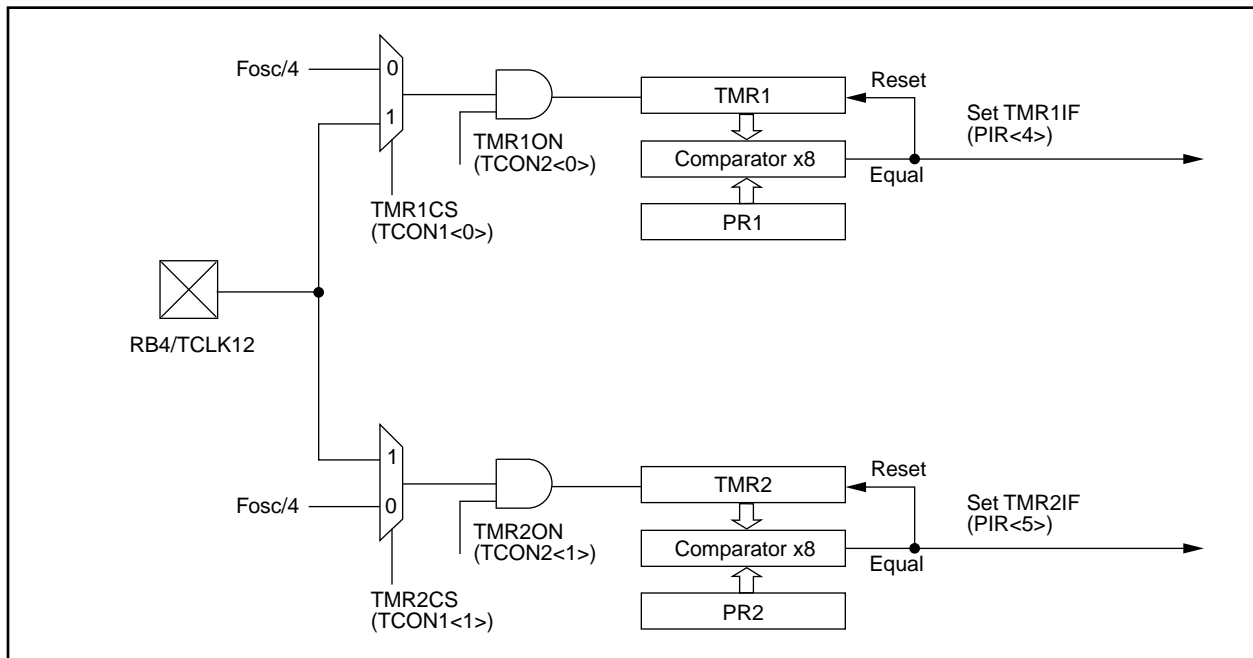 Fosc/4
0
1
TMR1CS
(TCON1<0>)
TMR1ON
(TCON2<0>)
TMR1
Comparator x8
PR1
Reset
Equal
Set TMR1IF
(PIR<4>)
RB4/TCLK12
1
Fosc/4
0
TMR2CS
(TCON1<1>)
TMR2ON
(TCON2<1>)
TMR2
Comparator x8
PR2
Reset
Equal
Set TMR2IF
(PIR<5>)